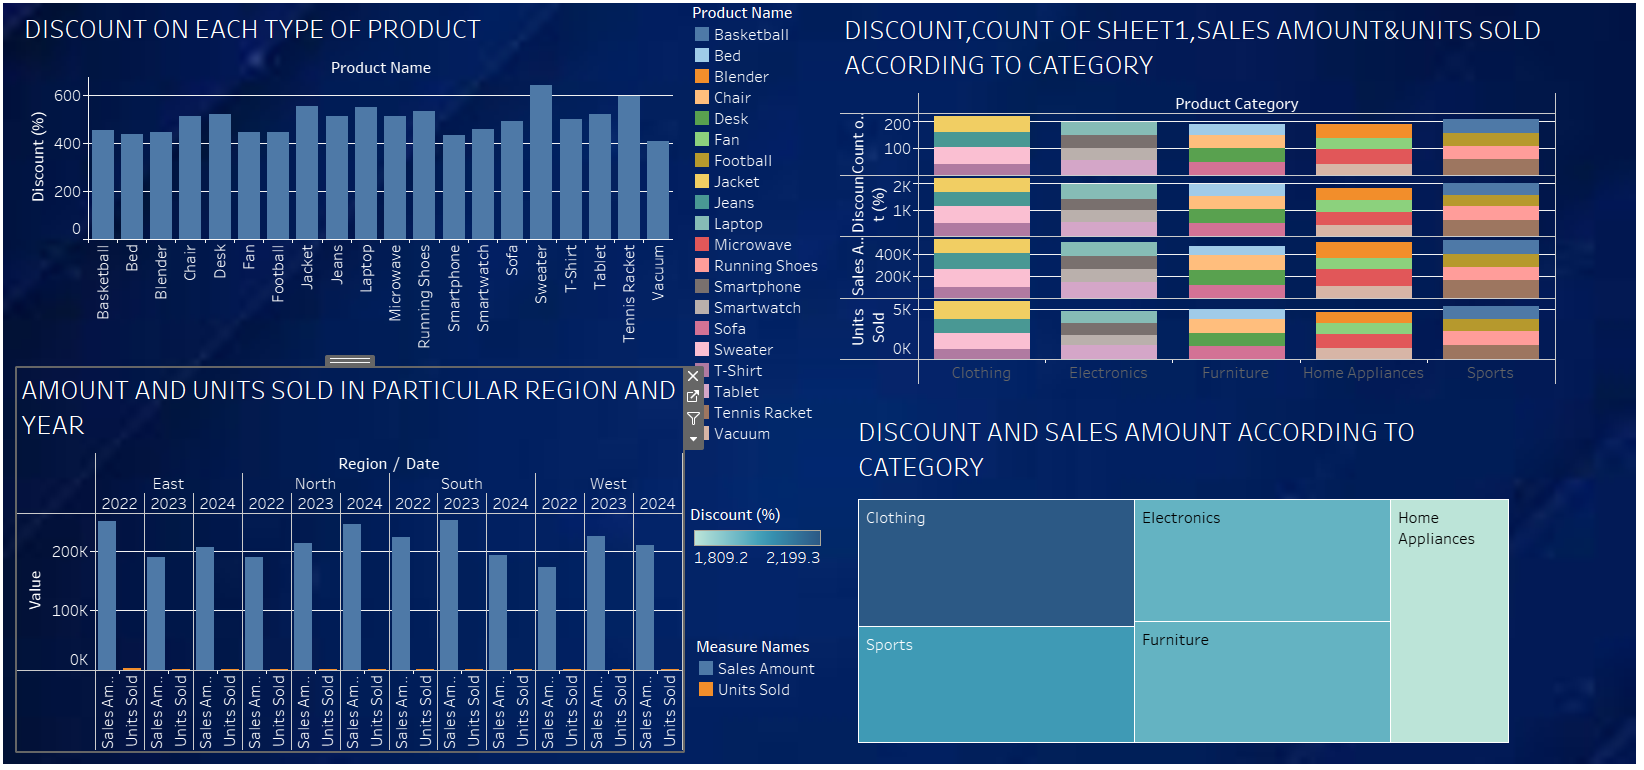 DISCOUNT ON EACH TYPE OF PRODUCT
Product Name
Discount (%)
600
400
200
0
Basketball
Bed
Blender
Chair
Desk
Fan
Football
Jacket
Jeans
Laptop
Microwave
Running Shoes
Smartphone
Smartwatch
Sofa
Sweater
T-Shirt
Tablet
Tennis Racket
Vacuum
Product Name
Basketball
Bed
Blender
Chair
Desk
Fan
Football
Jacket
Jeans
Laptop
Microwave
Running Shoes
Smartphone
Smartwatch
Sofa
Sweater
T-Shirt
Tablet
Tennis Racket
Vacuum
DISCOUNT,COUNT OF SHEET1,SALES AMOUNT&UNITS SOLD
ACCORDING TO CATEGORY
Product Category
Count o..
200
100
Discoun
t (%)
2K
1K
Sales A..
400K
200K
Units
Sold
5K
0K
Clothing
Electronics
Furniture
Home Appliances
Sports
AMOUNT AND UNITS SOLD IN PARTICULAR REGION AND
YEAR
Region / Date
East North South West
2022 2023 2024 2022 2023 2024 2022 2023 2024 2022 2023 2024
Value
200K
100K
0K
Sales Am..
Units Sold
Sales Am..
Units Sold
Sales Am..
Units Sold
Sales Am..
Units Sold
Sales Am..
Units Sold
Sales Am..
Units Sold
Sales Am..
Units Sold
Sales Am..
Units Sold
Sales Am..
Units Sold
Sales Am..
Units Sold
Sales Am..
Units Sold
Sales Am..
Units Sold
Discount (%)
1,809.2 2,199.3
Measure Names
Sales Amount
Units Sold
DISCOUNT AND SALES AMOUNT ACCORDING TO
CATEGORY
Clothing
Sports
Electronics
Furniture
Home
Appliances